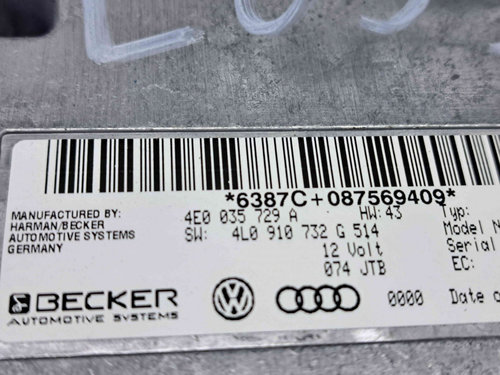 *6387C+087569409*
MANUFACTURED BY:
HARMAN/BECKER
AUTOMOTIVE SYSTEMS
GERMANY
4E0 035 729 A HW:43
SW: 4L0 910 732 G 514
12 Volt
074 JTB
Typ:
Model N
Serial
EC:
BECKER
AUTOMOTIVE SYSTEMS
0000 Date o